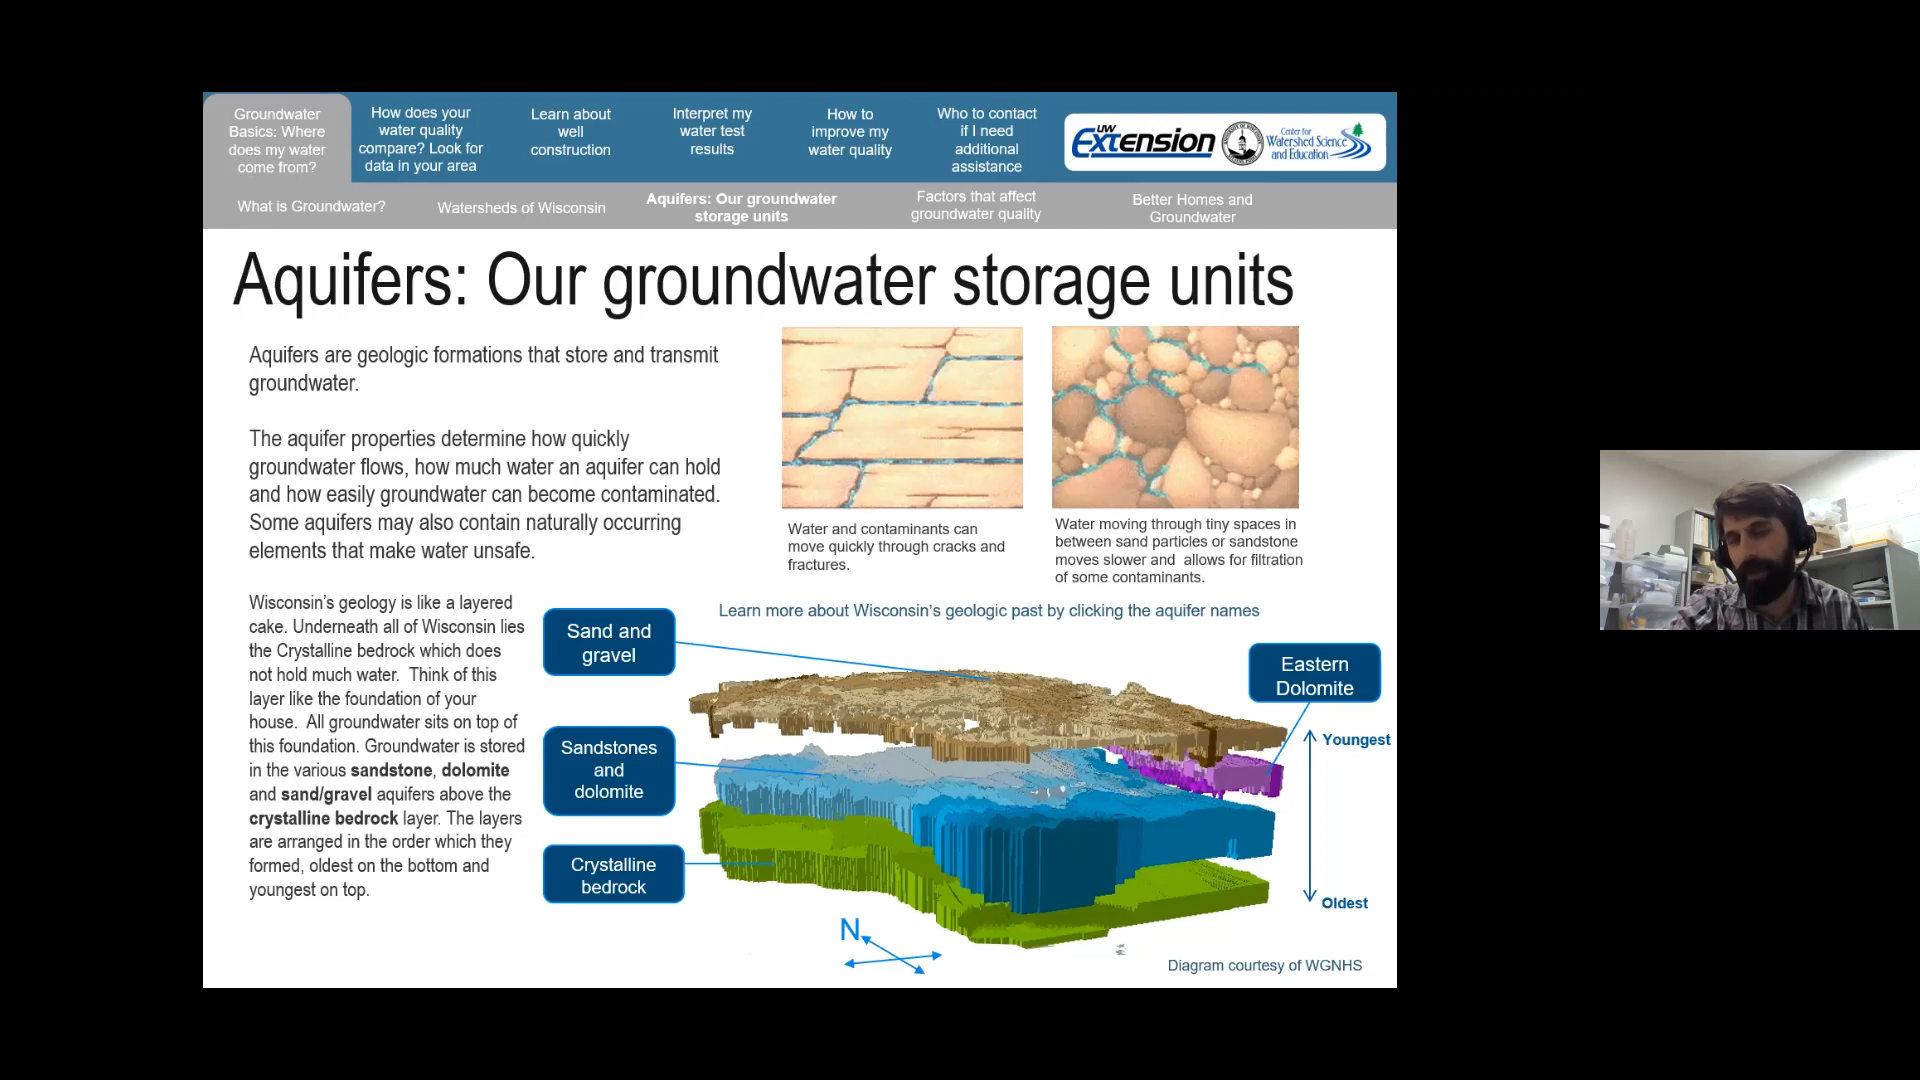 Groundwater
Basics: Where
does my water
come from?
How does your
water quality
compare? Look for
data in your area
Learn about
well
construction
Interpret my
water test
results
How to
improve my
water quality
Who to contact
if I need
additional
assistance
UW
Extension
Center for
Watershed Science
and Education
What is Groundwater?
Watersheds of Wisconsin
Aquifers: Our groundwater
storage units
Factors that affect
groundwater quality
Better Homes and
Groundwater
Aquifers: Our groundwater storage units
Aquifers are geologic formations that store and transmit
groundwater.
The aquifer properties determine how quickly
groundwater flows, how much water an aquifer can hold
and how easily groundwater can become contaminated.
Some aquifers may also contain naturally occurring
elements that make water unsafe.
Water and contaminants can
move quickly through cracks and
fractures.
Water moving through tiny spaces in
between sand particles or sandstone
moves slower and  allows for filtration
of some contaminants.
Wisconsin’s geology is like a layered
cake. Underneath all of Wisconsin lies
the Crystalline bedrock which does
not hold much water.  Think of this
layer like the foundation of your
house.  All groundwater sits on top of
this foundation. Groundwater is stored
in the various sandstone, dolomite
and sand/gravel aquifers above the
crystalline bedrock layer. The layers
are arranged in the order which they
formed, oldest on the bottom and
youngest on top.
Learn more about Wisconsin’s geologic past by clicking the aquifer names
Sand and
gravel
Eastern
Dolomite
Sandstones
and
dolomite
Crystalline
bedrock
Youngest
Oldest
N
Diagram courtesy of WGNHS